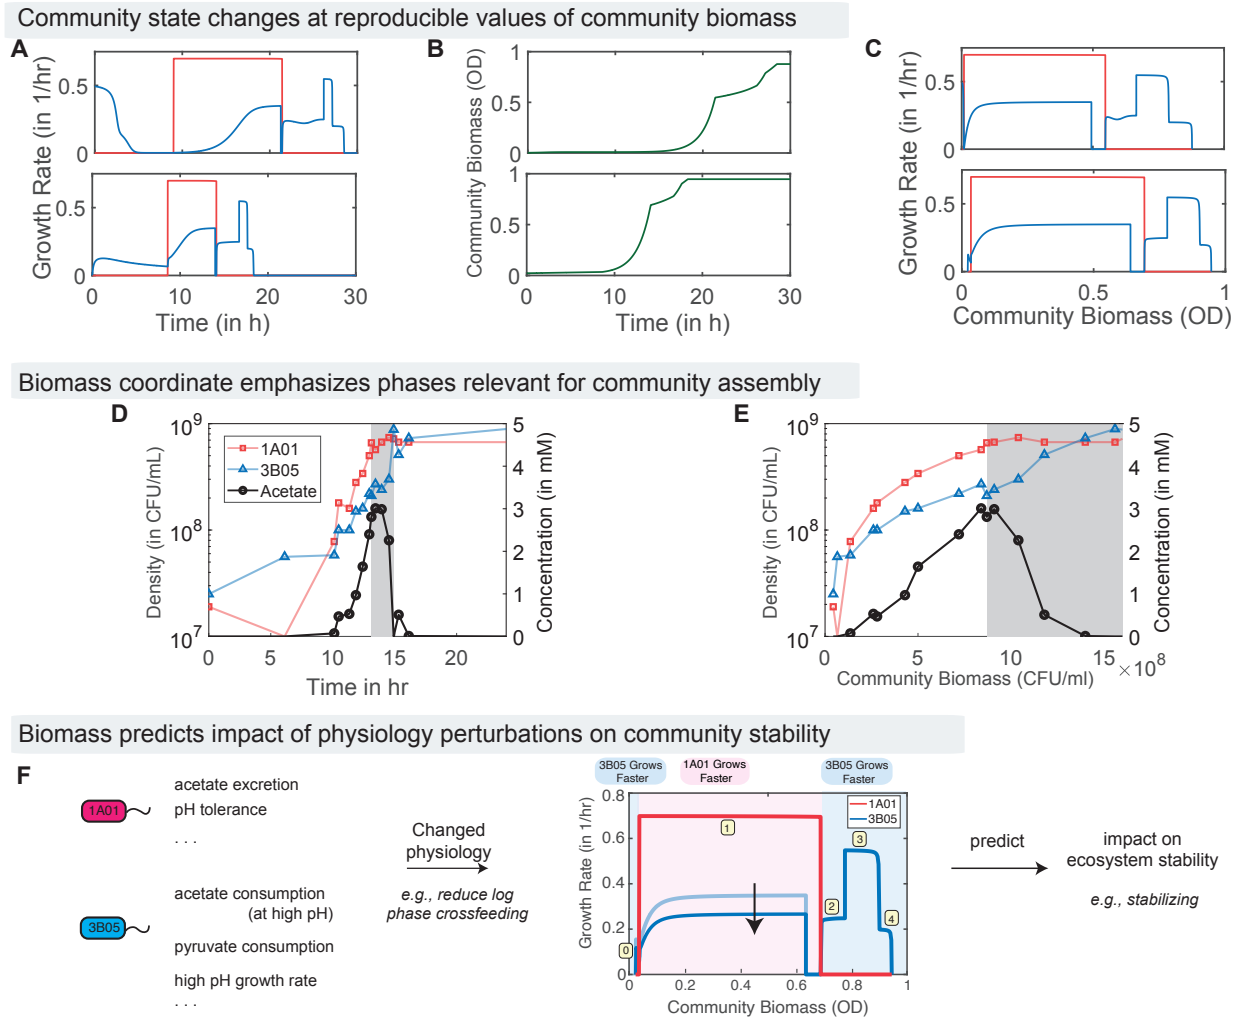 Community state changes at reproducible values of community biomass
A
B
C
Growth Rate (in 1/hr)
0.5
0
0.5
0
0
10
20
30
Time (in h)
Community Biomass (OD)
1
0.5
0
0
10
20
30
1
0.5
0
0
10
20
30
Time (in h)
Growth Rate (in 1/hr)
0.5
0
0.5
0
0
0.5
1
Community Biomass (OD)
Biomass coordinate emphasizes phases relevant for community assembly
D
E
Density (in CFU/mL)
10^9
10^8
10^7
1A01
3B05
Acetate
5
4
3
2
1
0
Concentration (in mM)
0
5
10
15
20
Time in hr
Density (in CFU/mL)
10^9
10^8
10^7
5
4
3
2
1
0
Concentration (in mM)
0
5
10
15
×10^8
Community Biomass (CFU/ml)
Biomass predicts impact of physiology perturbations on community stability
F
1A01
acetate excretion
pH tolerance
. . .
3B05
acetate consumption
(at high pH)
pyruvate consumption
high pH growth rate
. . .
Changed
physiology
e.g., reduce log
phase crossfeeding
3B05 Grows
Faster
1A01 Grows
Faster
3B05 Grows
Faster
Growth Rate (in 1/hr)
0.8
0.6
0.4
0.2
0
1A01
3B05
0
1
2
3
4
0
0.2
0.4
0.6
0.8
1
Community Biomass (OD)
predict
impact on
ecosystem stability
e.g., stabilizing